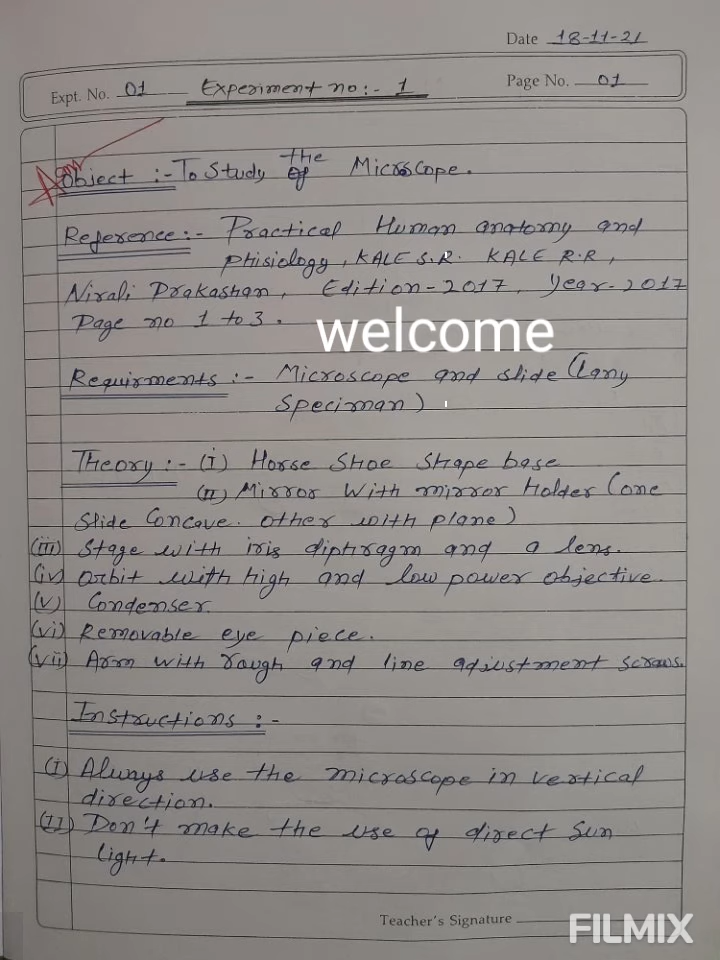 Date 18-11-21
Expt. No. 01 Experiment no:- 1 Page No. 01
Object :- To Study the Microscope.
Reference:- Practical Human anatomy and
Phisiology, KALE S.R. KALE R.R,
Nirali Prakashan, Edition-2017, Year-2017
Page no 1 to 3.
welcome
Requirments :- Microscope and slide (Lany
Speciman)
Theory :- (i) Horse Shoe Shape base
(ii) Mirror With mirror Holder (one
Slide Concave. other with plane)
(iii) Stage with iris diphragm and a lens.
(iv) Orbit with high and low power objective.
(v) Condenser.
(vi) Removable eye piece.
(vii) Arm with rough and line adjustment screws.
Instructions :-
(I) Always use the microscope in vertical
direction.
(II) Don't make the use of direct Sun
light.
Teacher's Signature
FILMIX